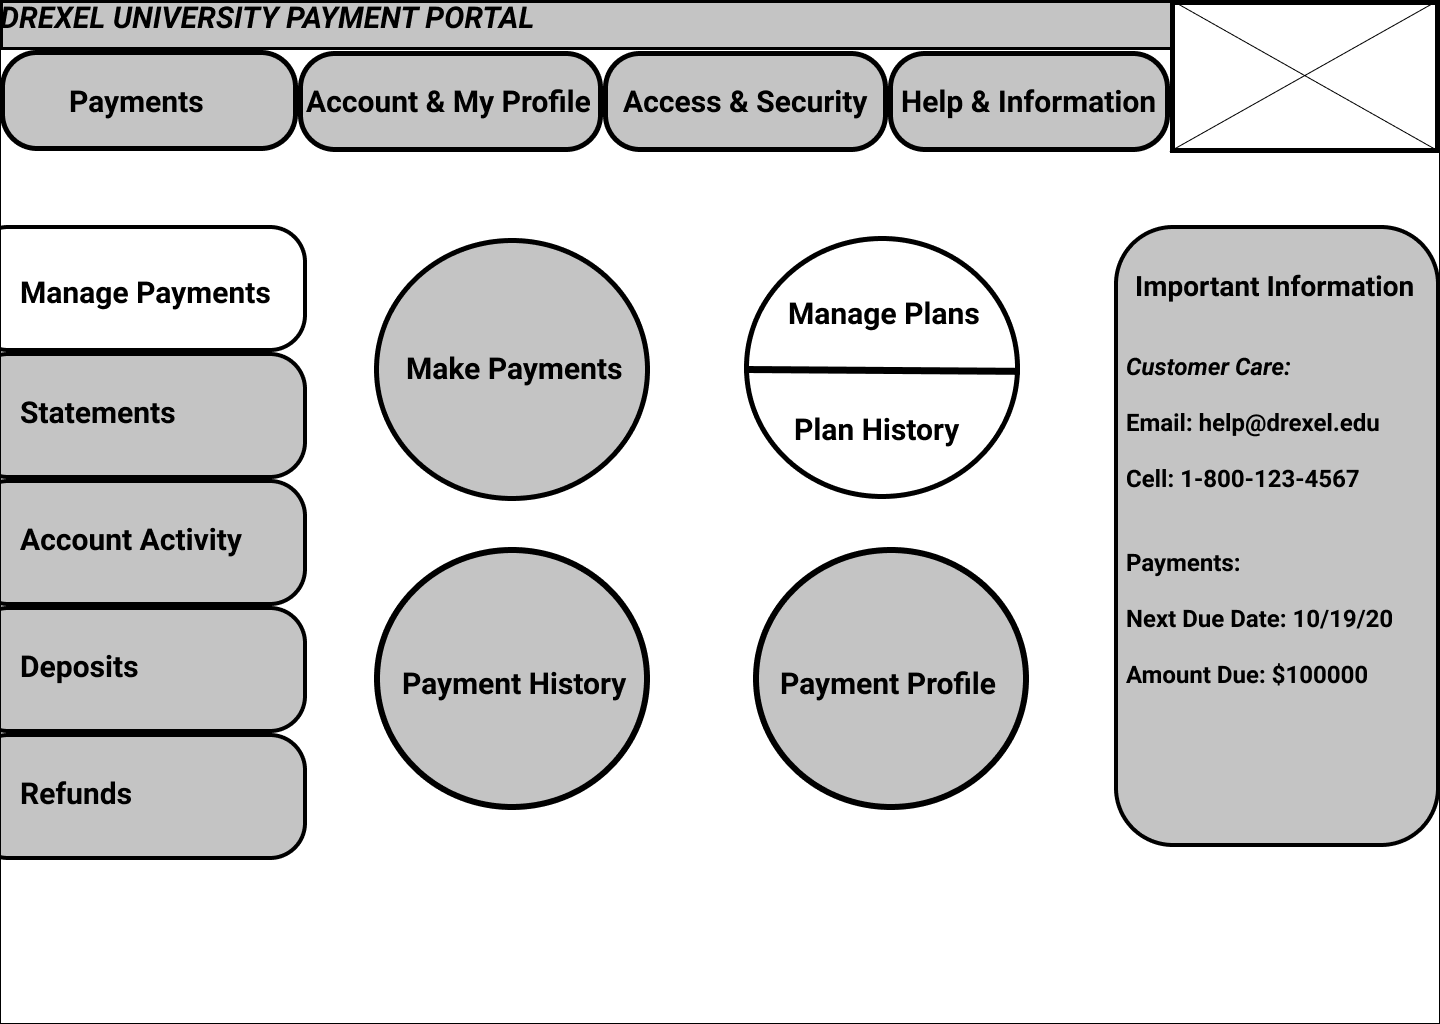 DREXEL UNIVERSITY PAYMENT PORTAL
Payments
Account & My Profile
Access & Security
Help & Information
Manage Payments
Statements
Account Activity
Deposits
Refunds
Make Payments
Manage Plans
Plan History
Payment History
Payment Profile
Important Information
Customer Care:
Email: help@drexel.edu
Cell: 1-800-123-4567
Payments:
Next Due Date: 10/19/20
Amount Due: $100000